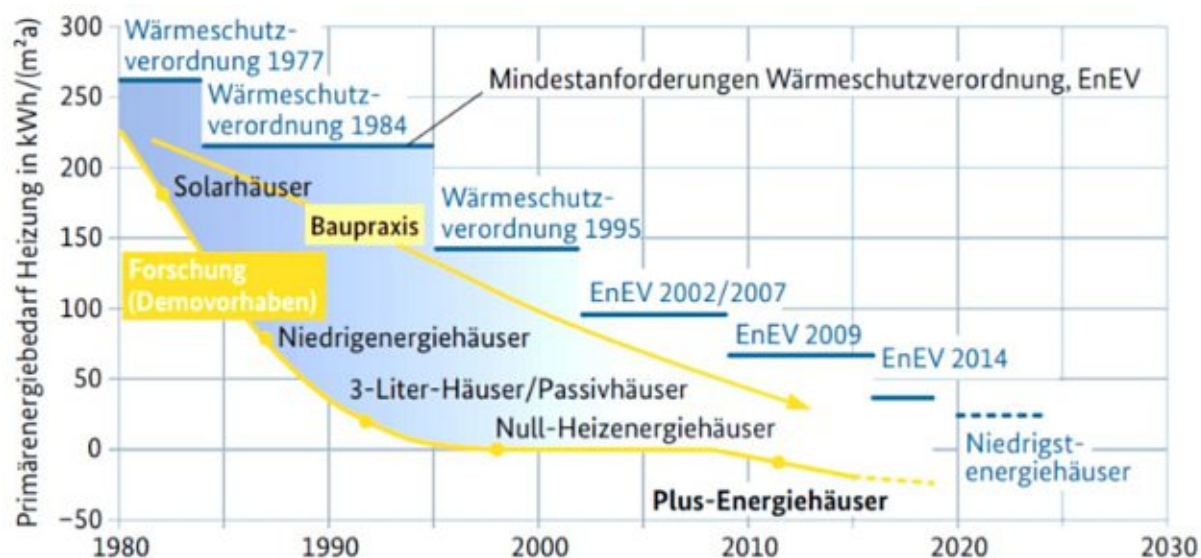 Primärenergiebedarf Heizung in kWh/(m²a)
300
250
200
150
100
50
0
−50
Wärmeschutz-
verordnung 1977
Wärmeschutz-
verordnung 1984
Mindestanforderungen Wärmeschutzverordnung, EnEV
Solarhäuser
Baupraxis
Wärmeschutz-
verordnung 1995
Forschung
(Demovorhaben)
EnEV 2002/2007
Niedrigenergiehäuser
EnEV 2009
EnEV 2014
3-Liter-Häuser/Passivhäuser
Null-Heizenergiehäuser
Niedrigst-
energiehäuser
Plus-Energiehäuser
1980
1990
2000
2010
2020
2030